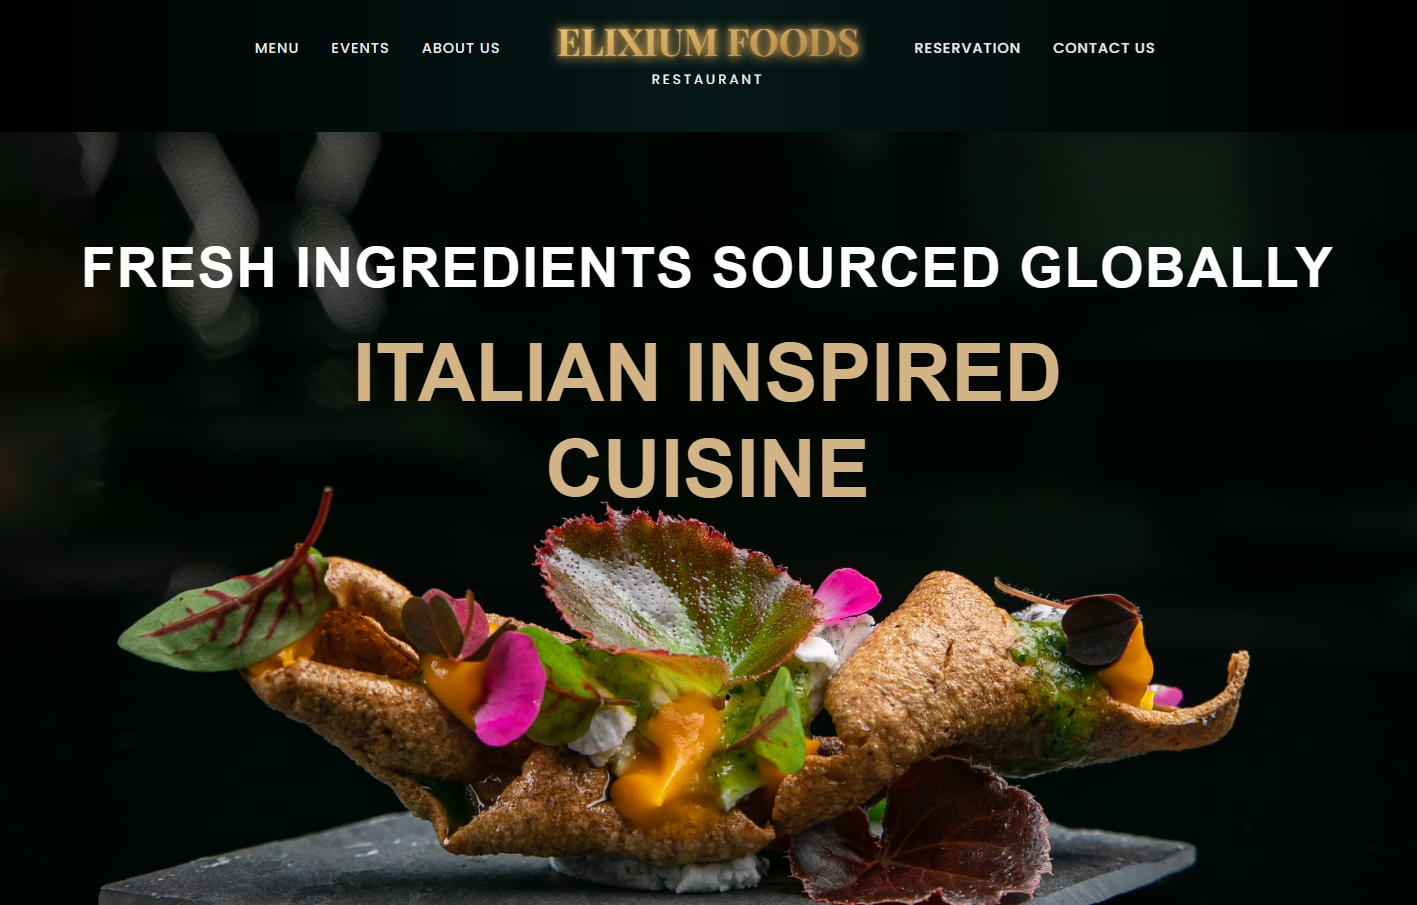 MENU EVENTS ABOUT US
ELIXIUM FOODS
RESTAURANT
RESERVATION CONTACT US
FRESH INGREDIENTS SOURCED GLOBALLY
ITALIAN INSPIRED
CUISINE